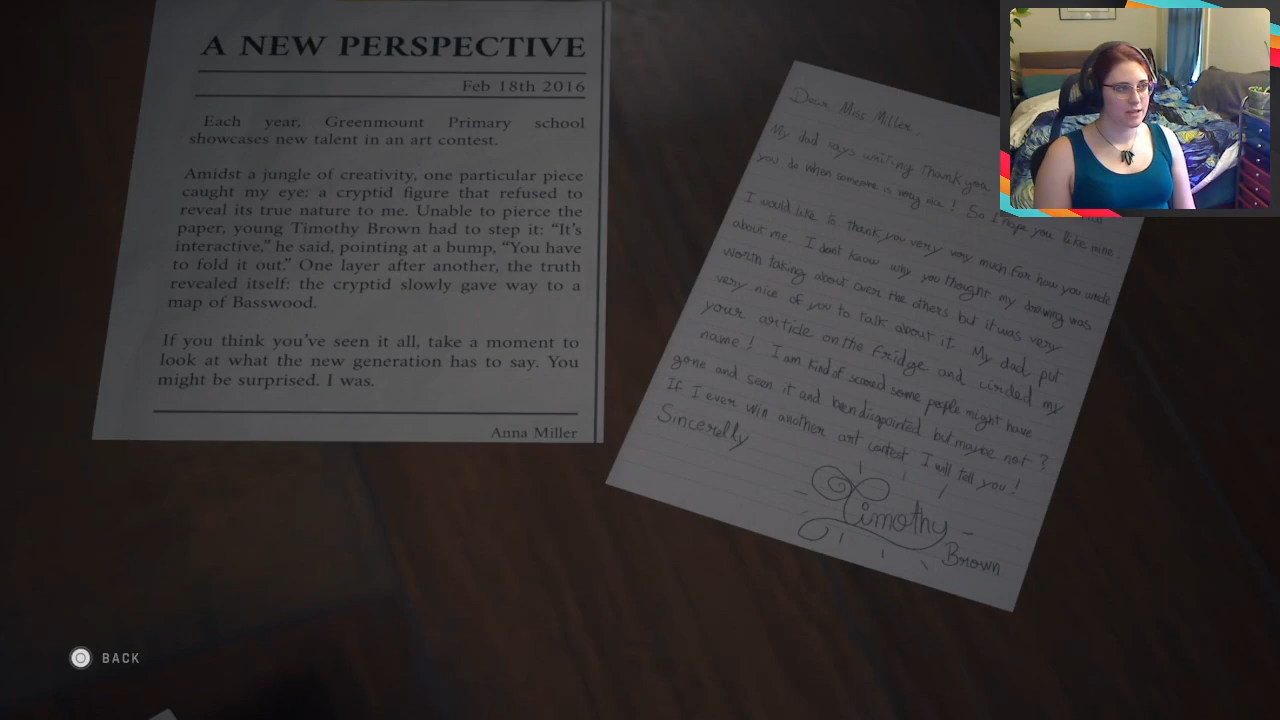 A NEW PERSPECTIVE
Feb 18th 2016
Each year, Greenmount Primary school
showcases new talent in an art contest.
Amidst a jungle of creativity, one particular piece
caught my eye: a cryptid figure that refused to
reveal its true nature to me. Unable to pierce the
paper, young Timothy Brown had to step it: “It's
interactive,” he said, pointing at a bump, “You have
to fold it out.” One layer after another, the truth
revealed itself: the cryptid slowly gave way to a
map of Basswood.
If you think you've seen it all, take a moment to
look at what the new generation has to say. You
might be surprised. I was.
Anna Miller
Dear Miss Miller,
My dad says writing thank you
you do when someone is very nice! So I hope you like mine.
I would like to thank you very very much for how you wrote
about me. I don't know why you thought my drawing was
worth talking about over the others but it was very
very nice of you to talk about it. My dad put
your article on the fridge and circled my
name! I am kind of scared some people might have
gone and seen it and been disapointed but maybe not?
If I ever win another art contest I will tell you!
Sincerelly
Timothy
Brown
BACK